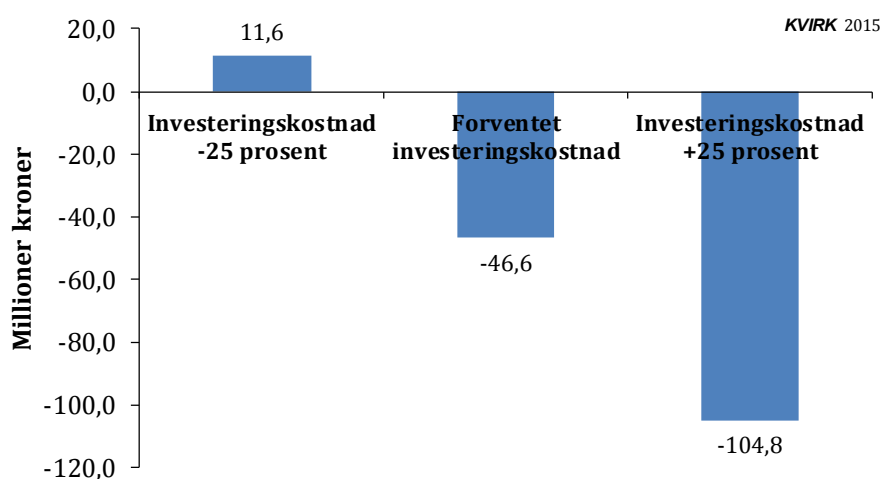 KVIRK 2015
Millioner kroner
20,0
0,0
-20,0
-40,0
-60,0
-80,0
-100,0
-120,0
11,6
-46,6
-104,8
Investeringskostnad
-25 prosent
Forventet
investeringskostnad
Investeringskostnad
+25 prosent